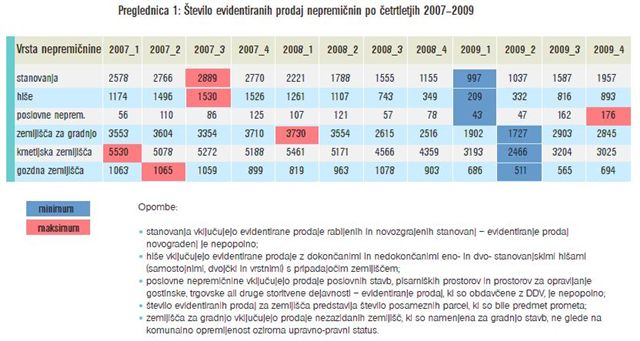 Preglednica 1: Število evidentiranih prodaj nepremičnin po četrtletjih 2007–2009
Vrsta nepremičnine 2007_1 2007_2 2007_3 2007_4 2008_1 2008_2 2008_3 2008_4 2009_1 2009_2 2009_3 2009_4
stanovanja 2578 2766 2889 2770 2221 1788 1555 1155 997 1037 1587 1957
hiše 1174 1496 1530 1526 1261 1107 743 349 209 332 816 893
poslovne neprem. 56 110 86 125 107 121 57 78 43 47 162 176
zemljišča za gradnjo 3553 3604 3354 3710 3730 3554 2615 2516 1902 1727 2903 2845
kmetijska zemljišča 5530 5078 5272 5188 5461 5171 4566 4359 3193 2466 3204 3025
gozdna zemljišča 1063 1065 1059 899 819 963 1078 903 686 511 565 694
minimum
maksimum
Opombe:
• stanovanja vključujejo evidentirane prodaje rabljenih in novozgrajenih stanovanj – evidentiranje prodaj
novogradenj je nepopolno;
• hiše vključujejo evidentirane prodaje z dokončanimi in nedokončanimi eno- in dvo- stanovanjskimi hišami
(samostojnimi, dvojčki in vrstnimi) s pripadajočim zemljiščem;
• poslovne nepremičnine vključujejo prodaje poslovnih stavb, pisarniških prostorov in prostorov za opravljanje
gostinske, trgovske ali druge storitvene dejavnosti – evidentiranje prodaj, ki so obdavčene z DDV, je nepopolno;
• število evidentiranih prodaj za zemljišča predstavlja število posameznih parcel, ki so bile predmet prometa;
• zemljišča za gradnjo vključujejo prodaje nezazidanih zemljišč, ki so namenjena za gradnjo stavb, ne glede na
komunalno opremljenost oziroma upravno-pravni status.